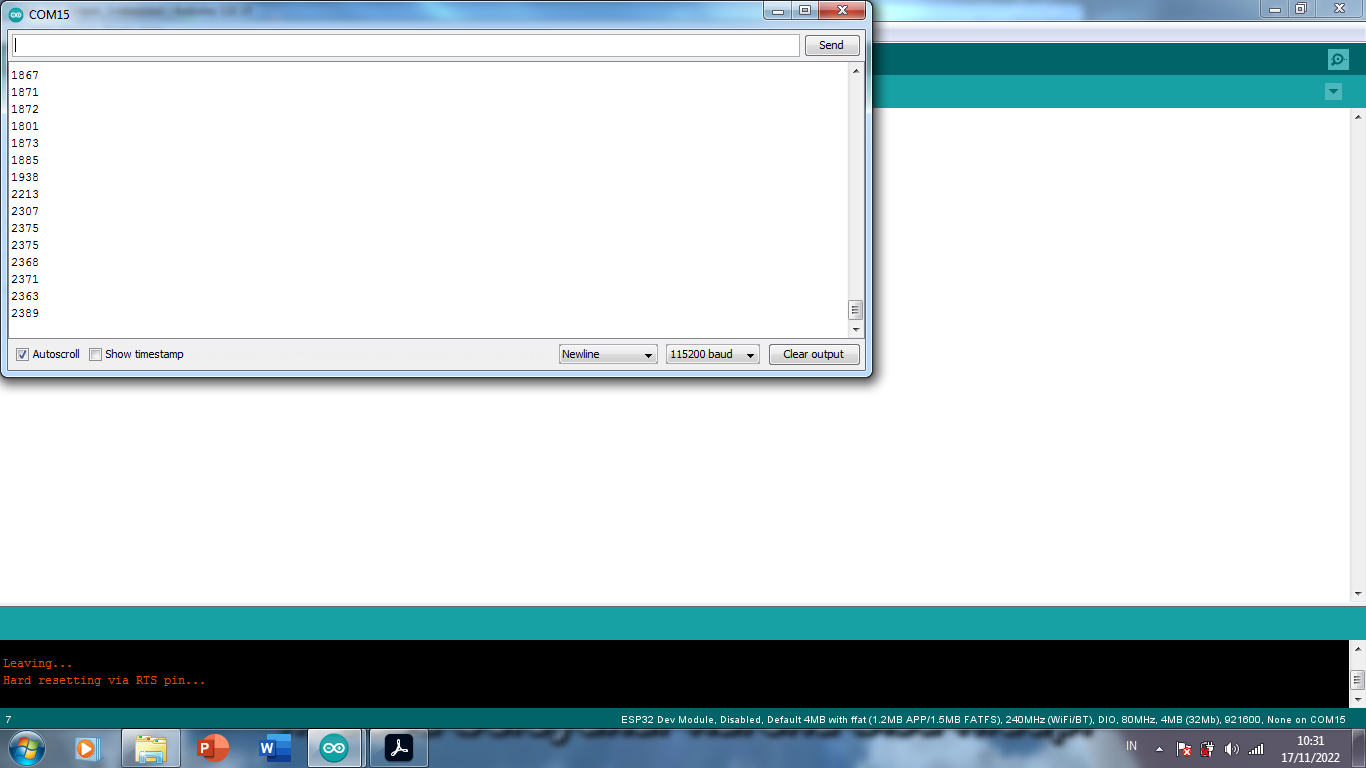 COM15
Send
1867
1871
1872
1801
1873
1885
1938
2213
2307
2375
2375
2368
2371
2363
2389
Autoscroll Show timestamp Newline 115200 baud Clear output
Leaving...
Hard resetting via RTS pin...
7 ESP32 Dev Module, Disabled, Default 4MB with ffat (1.2MB APP/1.5MB FATFS), 240MHz (WiFi/BT), DIO, 80MHz, 4MB (32Mb), 921600, None on COM15
IN 10:31
17/11/2022